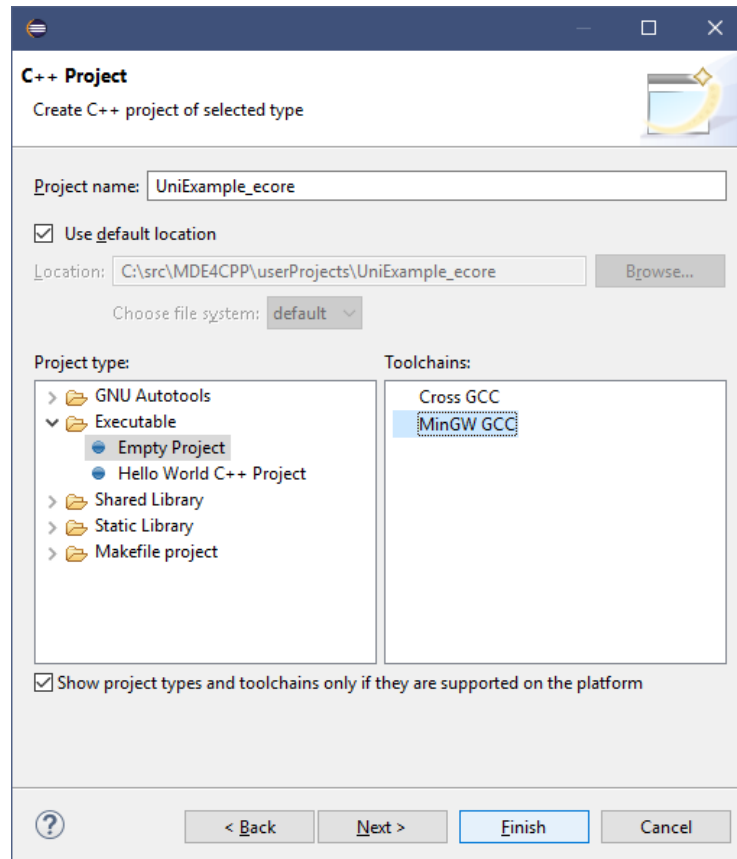 C++ Project
Create C++ project of selected type
Project name: UniExample_ecore
Use default location
Location: C:\src\MDE4CPP\userProjects\UniExample_ecore Browse...
Choose file system: default
Project type: Toolchains:
GNU Autotools Cross GCC
Executable MinGW GCC
Empty Project
Hello World C++ Project
Shared Library
Static Library
Makefile project
Show project types and toolchains only if they are supported on the platform
? < Back Next > Finish Cancel